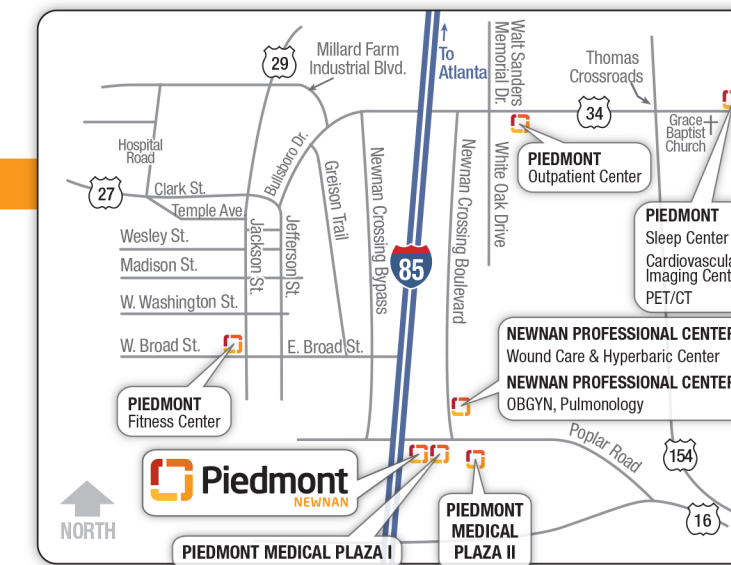 29
Millard Farm
Industrial Blvd.
To
Atlanta
Walt Sanders
Memorial Dr.
Thomas
Crossroads
34
Grace
Baptist
Church
Hospital
Road
Bullsboro Dr.
PIEDMONT
Outpatient Center
27
Clark St.
Temple Ave.
Greison Trail
Newnan Crossing Bypass
Newnan Crossing Boulevard
White Oak Drive
PIEDMONT
Sleep Center
Cardiovascula
Imaging Cent
PET/CT
Wesley St.
Jackson St.
Jefferson St.
Madison St.
85
W. Washington St.
W. Broad St.
E. Broad St.
NEWNAN PROFESSIONAL CENTER
Wound Care & Hyperbaric Center
NEWNAN PROFESSIONAL CENTER
OBGYN, Pulmonology
PIEDMONT
Fitness Center
Poplar Road
154
Piedmont
NEWNAN
16
NORTH
PIEDMONT MEDICAL PLAZA I
PIEDMONT
MEDICAL
PLAZA II